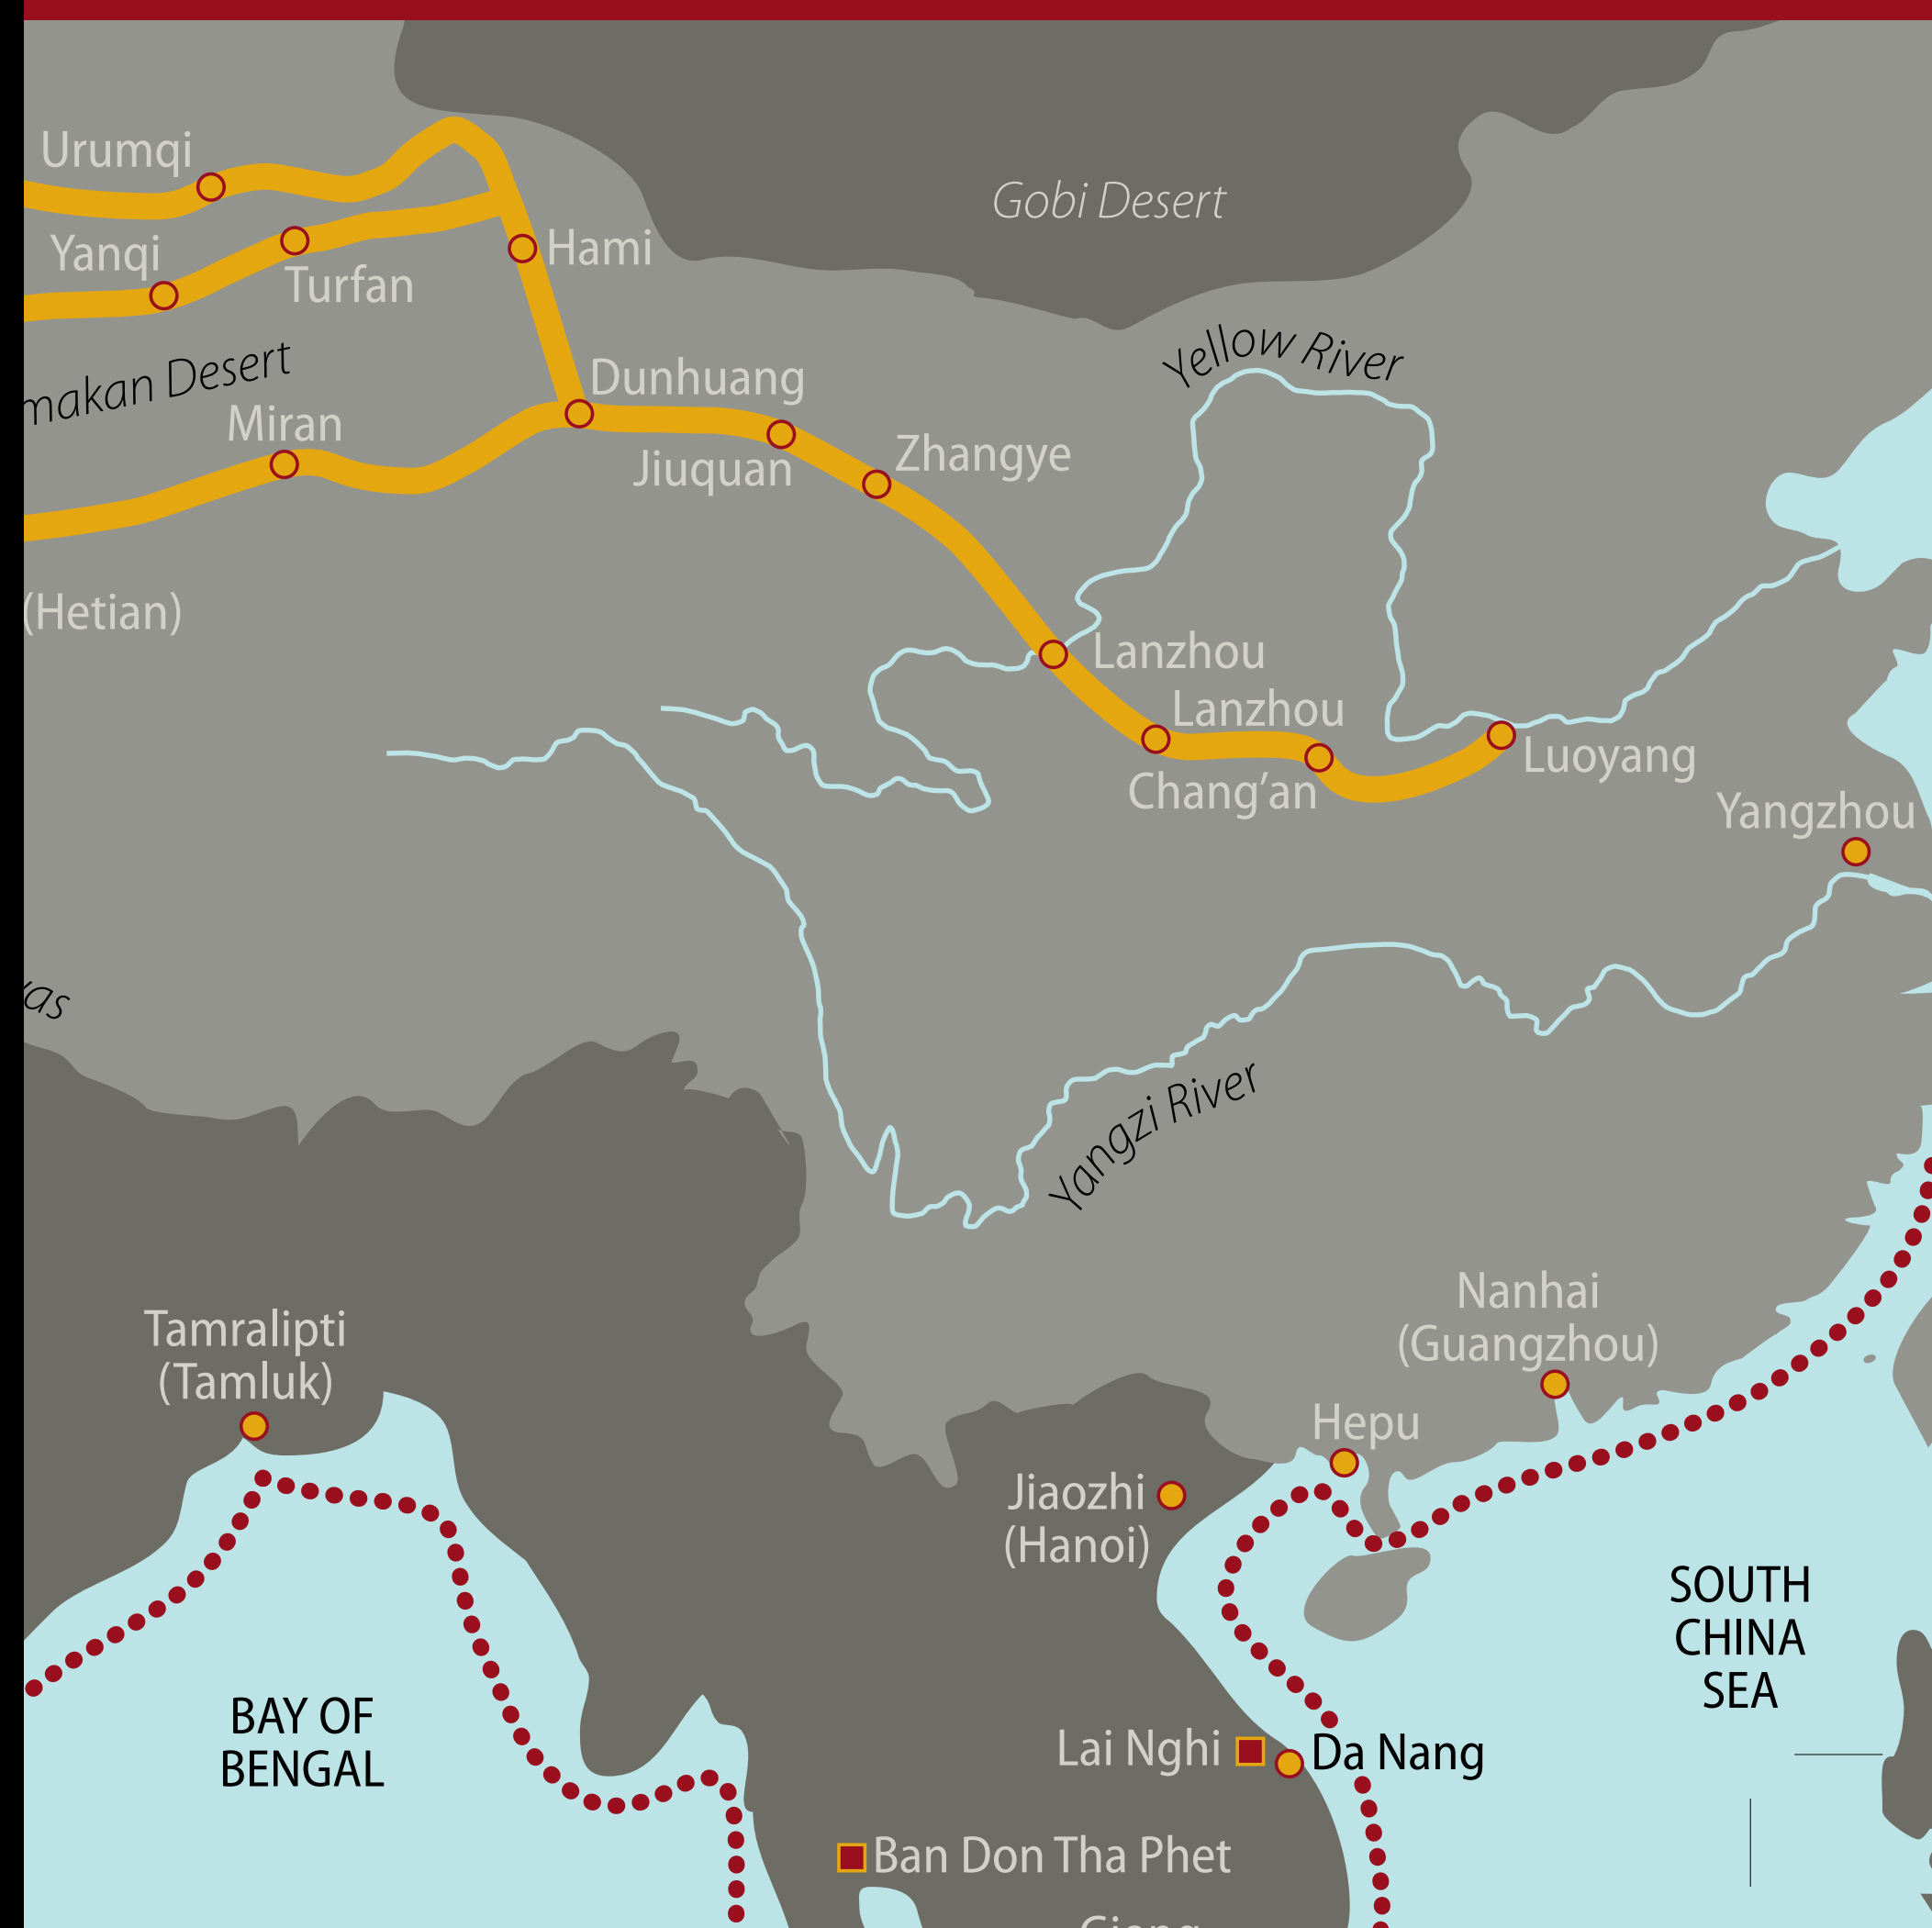 Urumqi
Gobi Desert
Yanqi
Hami
Turfan
makan Desert
Yellow River
Dunhuang
Miran
Jiuquan
Zhangye
(Hetian)
Lanzhou
Lanzhou
Luoyang
Chang’an
Yangzhou
Yangzi River
Tamralipti
(Tamluk)
Nanhai
(Guangzhou)
Hepu
Jiaozhi
(Hanoi)
SOUTH
CHINA
SEA
BAY OF
BENGAL
Lai Nghi
Da Nang
Ban Don Tha Phet